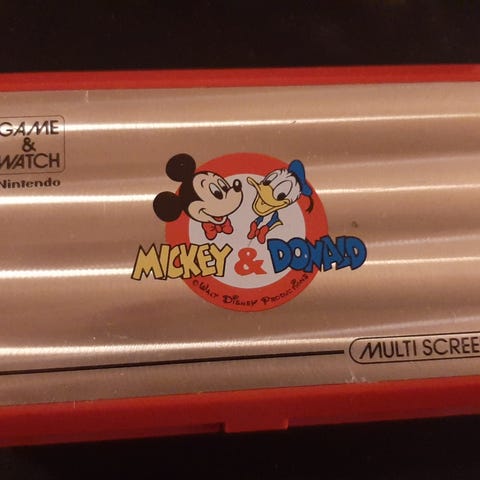 GAME
&
WATCH
Nintendo
MICKEY & DONALD
© WALT DISNEY PRODUCTIONS
MULTI SCREE